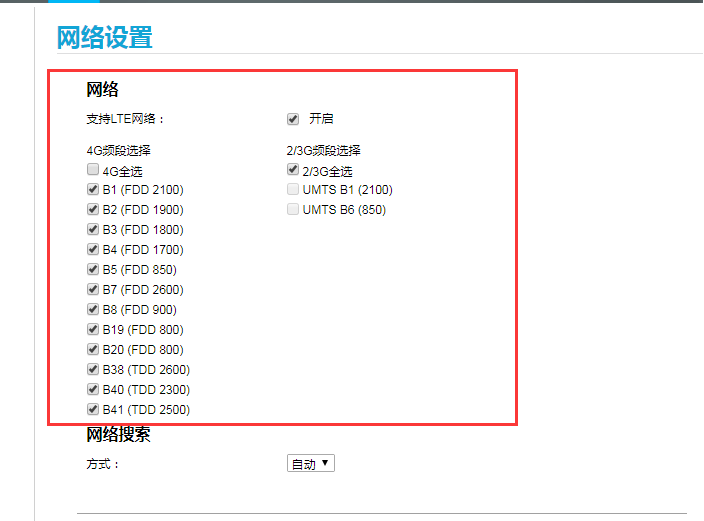 网络设置
网络
支持LTE网络： 开启
4G频段选择 2/3G频段选择
4G全选 2/3G全选
B1 (FDD 2100) UMTS B1 (2100)
B2 (FDD 1900) UMTS B6 (850)
B3 (FDD 1800)
B4 (FDD 1700)
B5 (FDD 850)
B7 (FDD 2600)
B8 (FDD 900)
B19 (FDD 800)
B20 (FDD 800)
B38 (TDD 2600)
B40 (TDD 2300)
B41 (TDD 2500)
网络搜索
方式： 自动